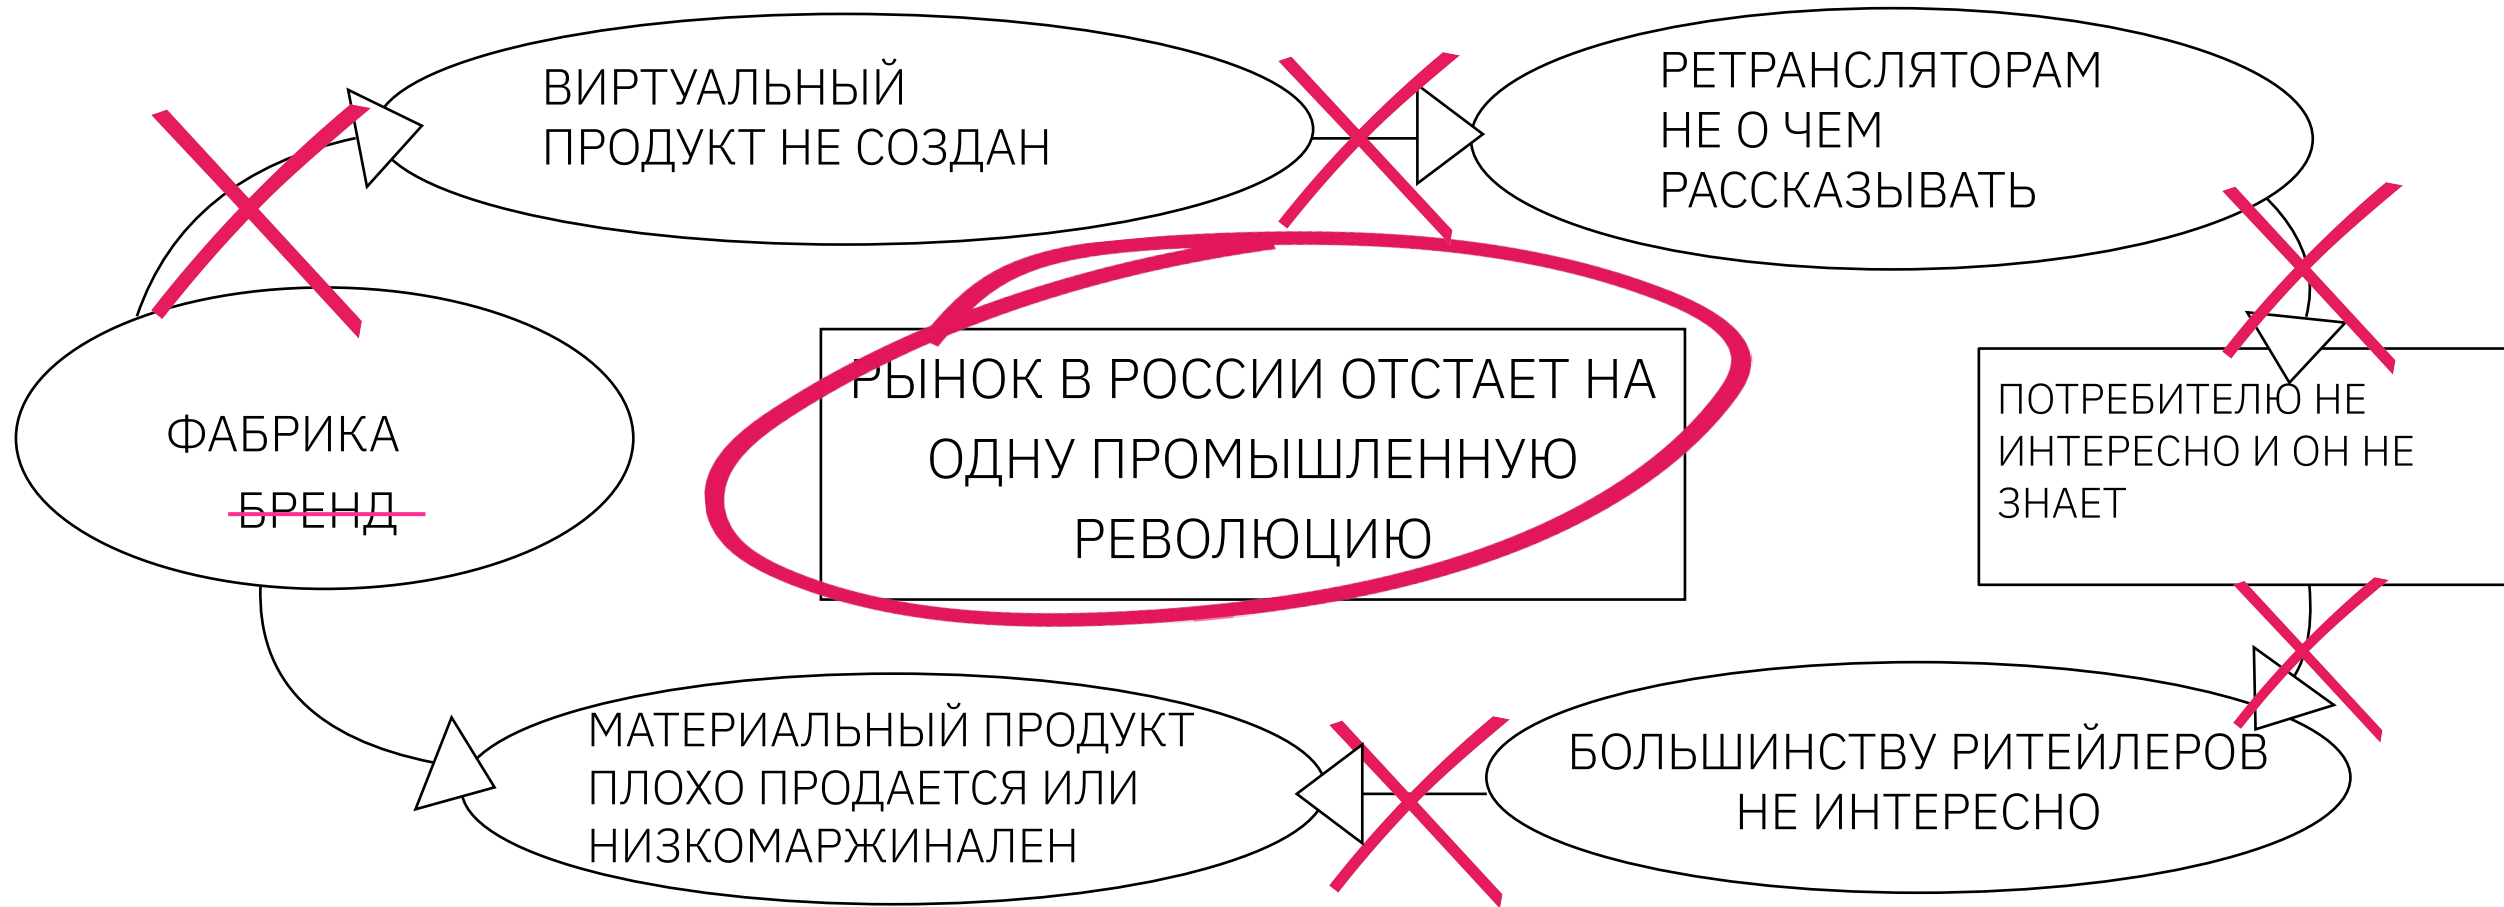 ВИРТУАЛЬНЫЙ
ПРОДУКТ НЕ СОЗДАН
РЕТРАНСЛЯТОРАМ
НЕ О ЧЕМ
РАССКАЗЫВАТЬ
ФАБРИКА
БРЕНД
РЫНОК В РОССИИ ОТСТАЕТ НА
ОДНУ ПРОМЫШЛЕННУЮ
РЕВОЛЮЦИЮ
ПОТРЕБИТЕЛЮ НЕ
ИНТЕРЕСНО И ОН НЕ
ЗНАЕТ
МАТЕРИАЛЬНЫЙ ПРОДУКТ
ПЛОХО ПРОДАЕТСЯ ИЛИ
НИЗКОМАРЖИНАЛЕН
БОЛЬШИНСТВУ РИТЕЙЛЕРОВ
НЕ ИНТЕРЕСНО